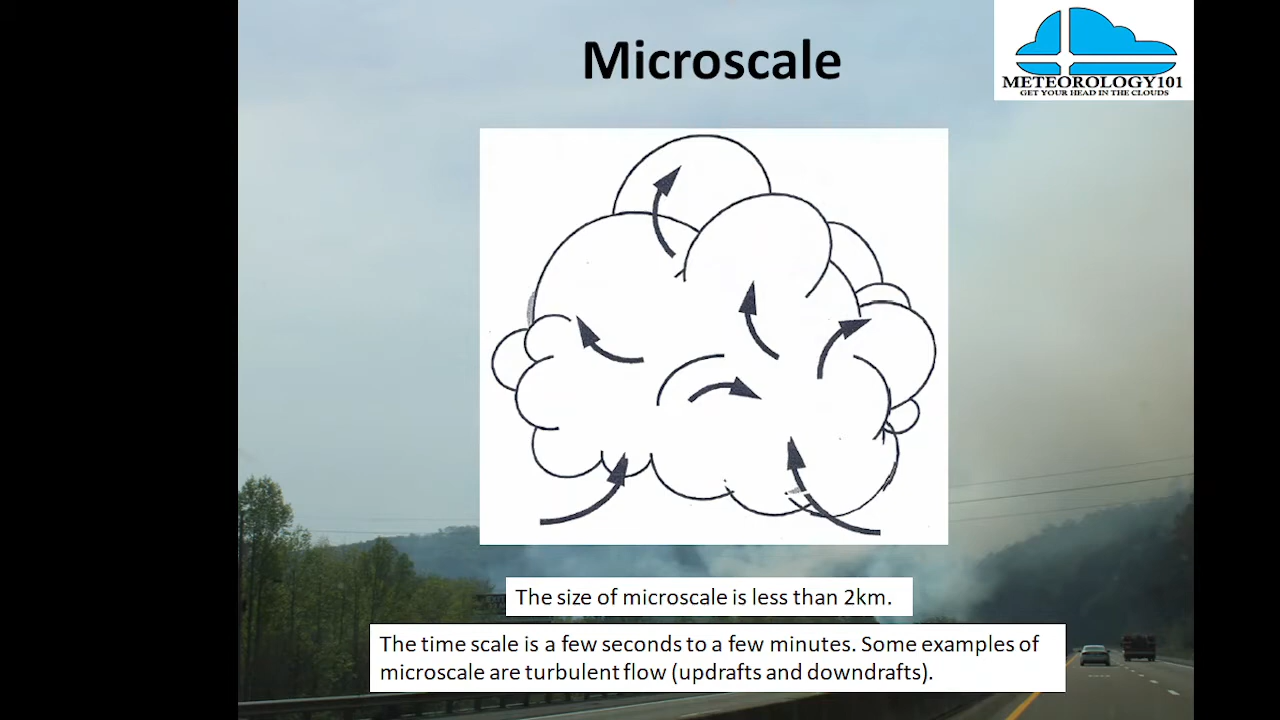 Microscale
METEOROLOGY101
GET YOUR HEAD IN THE CLOUDS
The size of microscale is less than 2km.
The time scale is a few seconds to a few minutes. Some examples of
microscale are turbulent flow (updrafts and downdrafts).